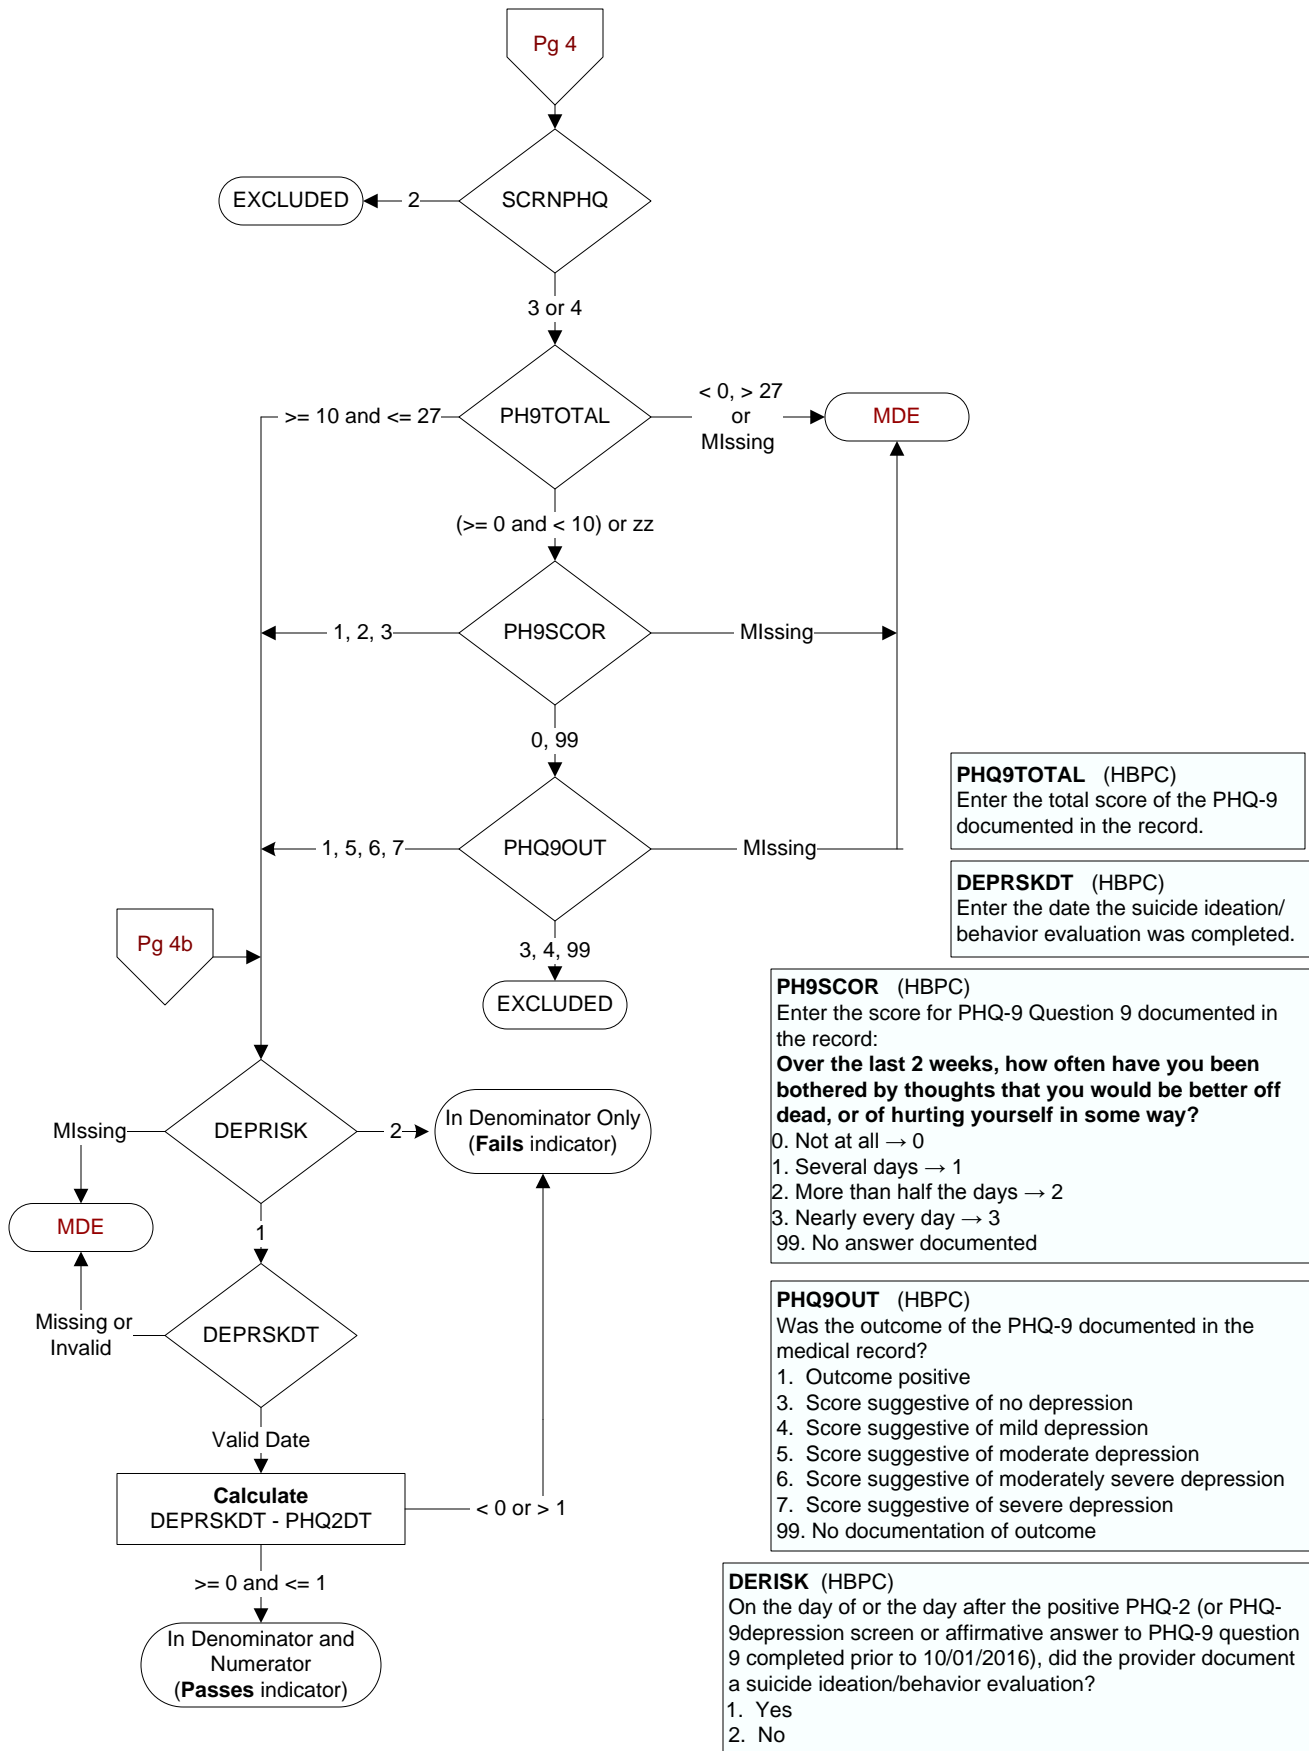 Pg 4
SCRNPHQ
EXCLUDED
2
3 or 4
PH9TOTAL
>= 10 and <= 27
< 0, > 27
or
MIssing
MDE
(>= 0 and < 10) or zz
PH9SCOR
1, 2, 3
MIssing
0, 99
PHQ9OUT
1, 5, 6, 7
MIssing
3, 4, 99
EXCLUDED
Pg 4b
DEPRISK
MIssing
2
In Denominator Only
(Fails indicator)
MDE
1
DEPRSKDT
Missing or
Invalid
Valid Date
Calculate
DEPRSKDT - PHQ2DT
< 0 or > 1
>= 0 and <= 1
In Denominator and
Numerator
(Passes indicator)
PHQ9TOTAL (HBPC)
Enter the total score of the PHQ-9
documented in the record.
DEPRSKDT (HBPC)
Enter the date the suicide ideation/
behavior evaluation was completed.
PH9SCOR (HBPC)
Enter the score for PHQ-9 Question 9 documented in
the record:
Over the last 2 weeks, how often have you been
bothered by thoughts that you would be better off
dead, or of hurting yourself in some way?
0. Not at all → 0
1. Several days → 1
2. More than half the days → 2
3. Nearly every day → 3
99. No answer documented
PHQ9OUT (HBPC)
Was the outcome of the PHQ-9 documented in the
medical record?
1. Outcome positive
3. Score suggestive of no depression
4. Score suggestive of mild depression
5. Score suggestive of moderate depression
6. Score suggestive of moderately severe depression
7. Score suggestive of severe depression
99. No documentation of outcome
DERISK (HBPC)
On the day of or the day after the positive PHQ-2 (or PHQ-
9depression screen or affirmative answer to PHQ-9 question
9 completed prior to 10/01/2016), did the provider document
a suicide ideation/behavior evaluation?
1. Yes
2. No